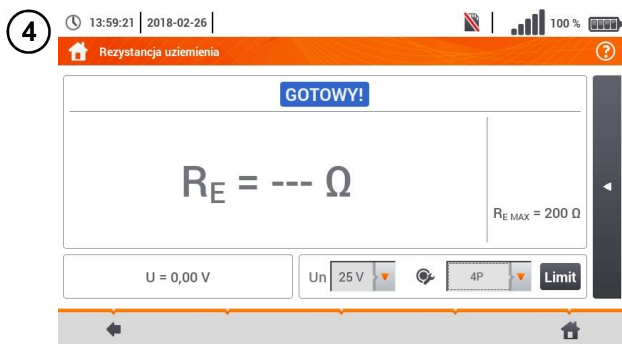 4
13:59:21 2018-02-26 100 %
Rezystancja uziemienia ?
GOTOWY!
RE = --- Ω
RE MAX = 200 Ω
U = 0,00 V Un 25 V 4P Limit